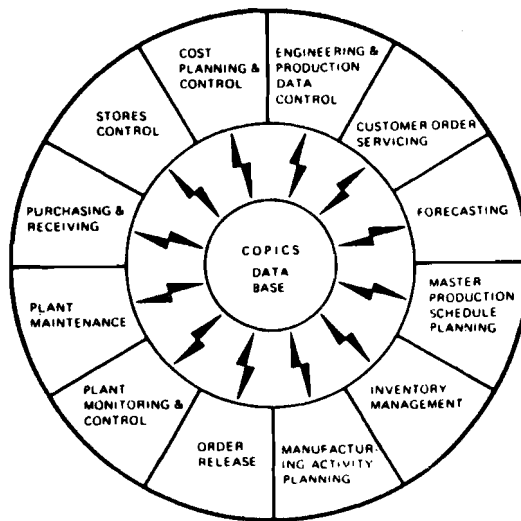 COST
PLANNING &
CONTROL
ENGINEERING &
PRODUCTION
DATA
CONTROL
CUSTOMER ORDER
SERVICING
FORECASTING
MASTER
PRODUCTION
SCHEDULE
PLANNING
INVENTORY
MANAGEMENT
MANUFACTUR-
ING ACTIVITY
PLANNING
ORDER
RELEASE
PLANT
MONITORING &
CONTROL
PLANT
MAINTENANCE
PURCHASING &
RECEIVING
STORES
CONTROL
COPICS
DATA
BASE